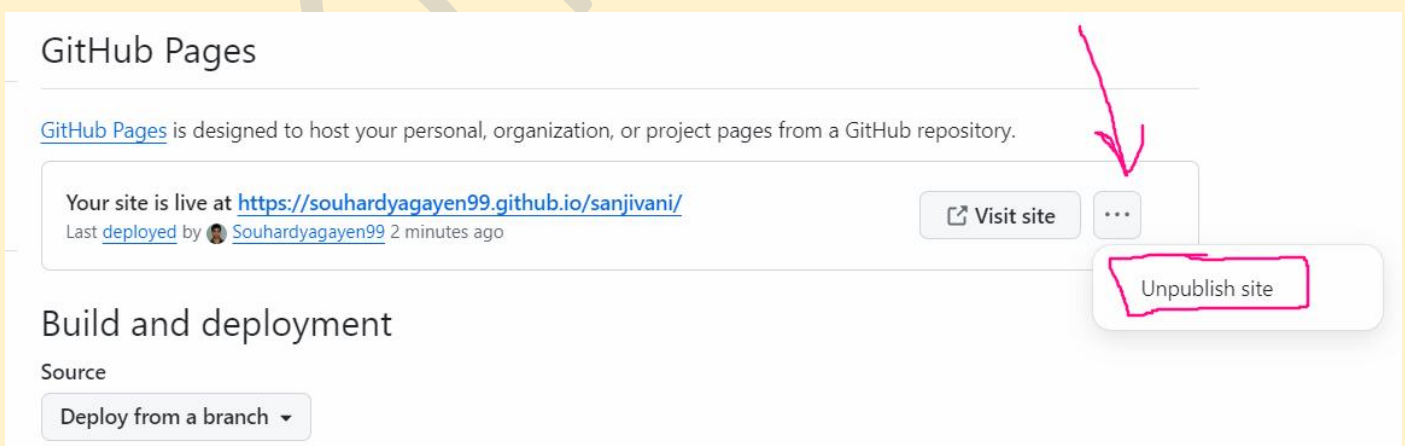 GitHub Pages
GitHub Pages is designed to host your personal, organization, or project pages from a GitHub repository.
Your site is live at https://souhardyagayen99.github.io/sanjivani/
Visit site
...
Last deployed by Souhardyagayen99 2 minutes ago
Unpublish site
Build and deployment
Source
Deploy from a branch